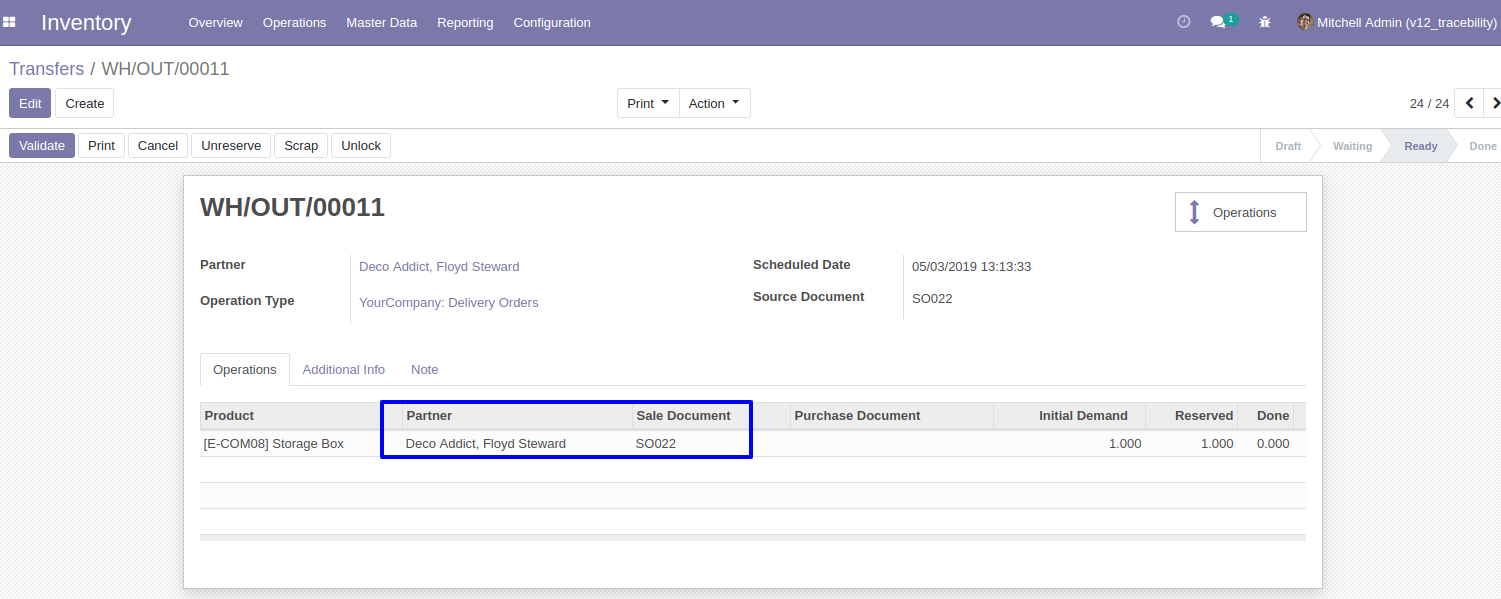 Inventory Overview Operations Master Data Reporting Configuration 1 Mitchell Admin (v12_tracebility)
Transfers / WH/OUT/00011
Edit Create Print Action 24 / 24
Validate Print Cancel Unreserve Scrap Unlock Draft Waiting Ready Done
WH/OUT/00011 Operations
Partner Deco Addict, Floyd Steward Scheduled Date 05/03/2019 13:13:33
Operation Type YourCompany: Delivery Orders Source Document SO022
Operations Additional Info Note
Product Partner Sale Document Purchase Document Initial Demand Reserved Done
[E-COM08] Storage Box Deco Addict, Floyd Steward SO022 1.000 1.000 0.000